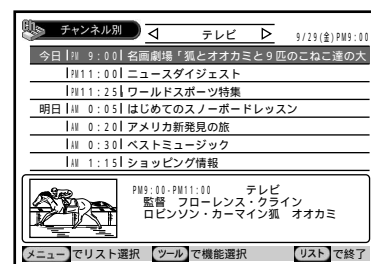 チャンネル別 ◁ テレビ ▷ 9/29(金)PM9:00
今日 PM 9:00 名画劇場「狐とオオカミと9匹のこねこ達の大
PM11:00 ニュースダイジェスト
PM11:25 ワールドスポーツ特集
明日 AM 0:05 はじめてのスノーボードレッスン
AM 0:20 アメリカ新発見の旅
AM 0:30 ベストミュージック
AM 1:15 ショッピング情報
PM9:00-PM11:00 テレビ
監督 フローレンス・クライン
ロビンソン・カーマイン狐 オオカミ
メニュー でリスト選択 ツール で機能選択 リスト で終了